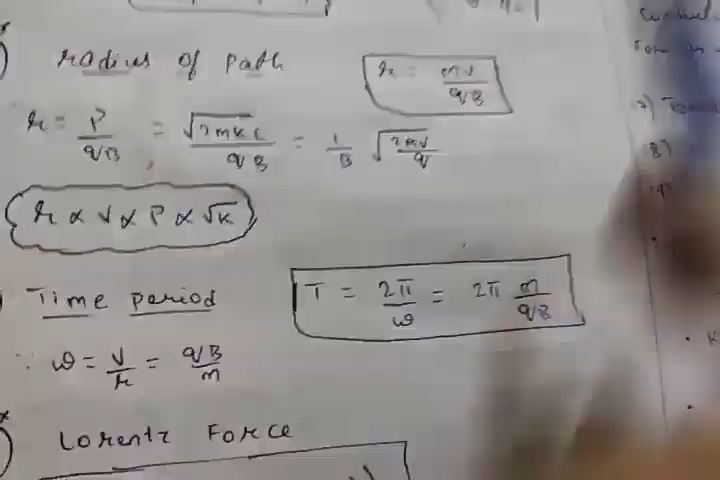 radius of path
r = mv/qB
r = P/qB = √2mKE/qB = 1/B √2mV/q
r ∝ v ∝ P ∝ √K
Time period
T = 2π/ω = 2π m/qB
∵ ω = v/r = qB/m
Lorentz Force